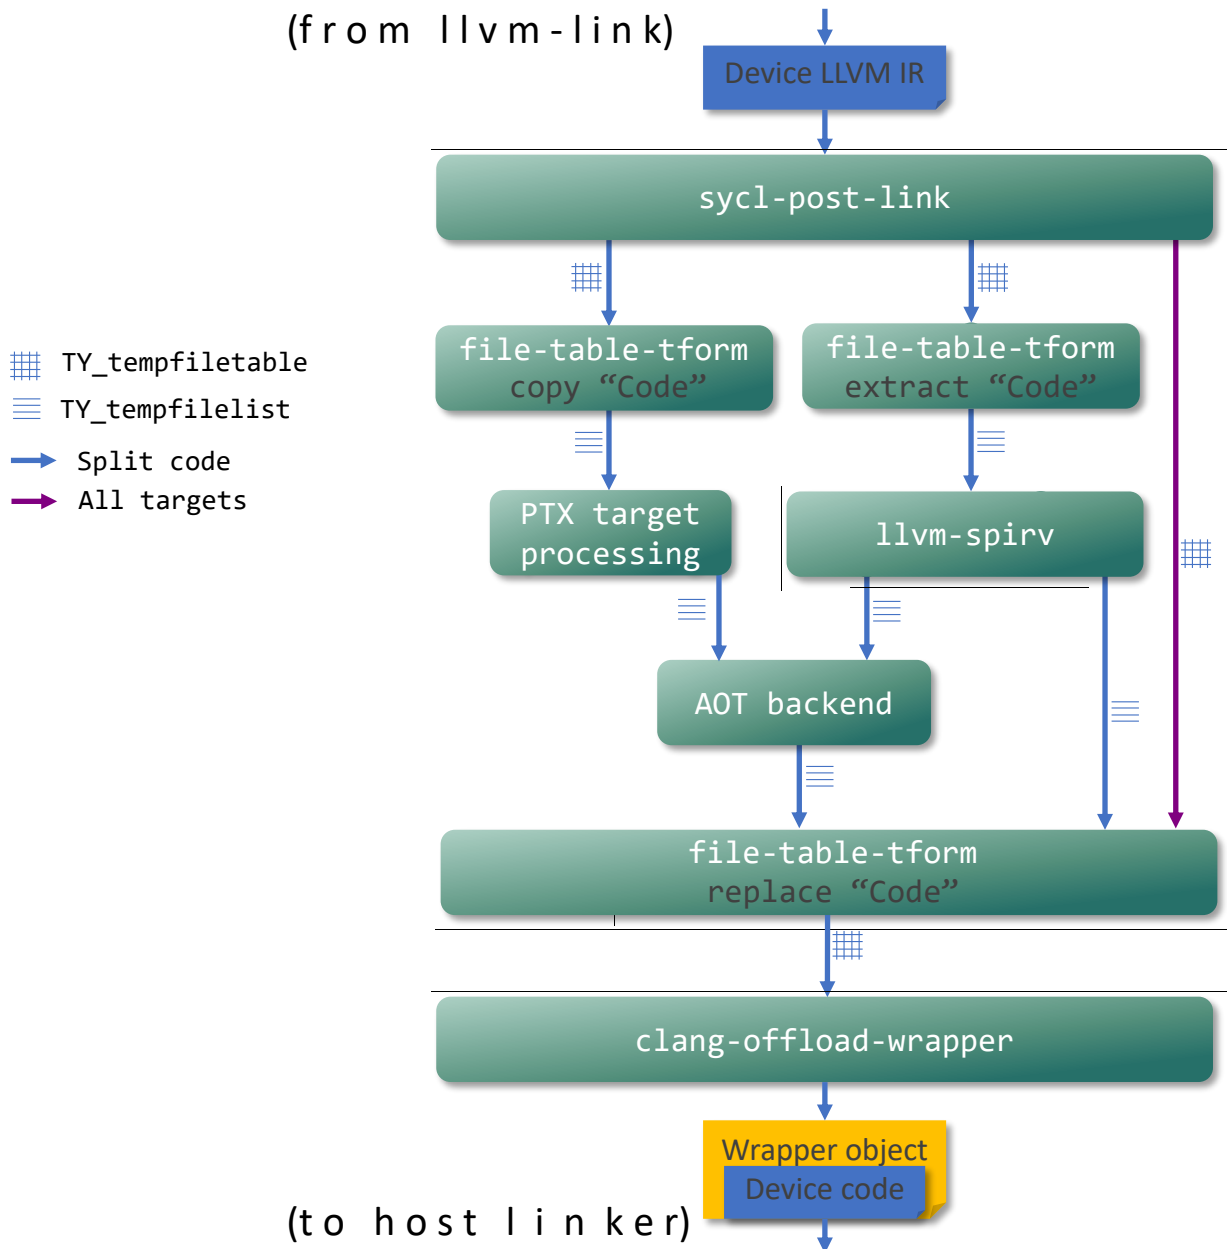 (from llvm-link)
Device LLVM IR
sycl-post-link
file-table-tform
copy “Code”
file-table-tform
extract “Code”
TY_tempfiletable
TY_tempfilelist
Split code
All targets
PTX target
processing
llvm-spirv
AOT backend
file-table-tform
replace “Code”
clang-offload-wrapper
Wrapper object
Device code
(to host linker)